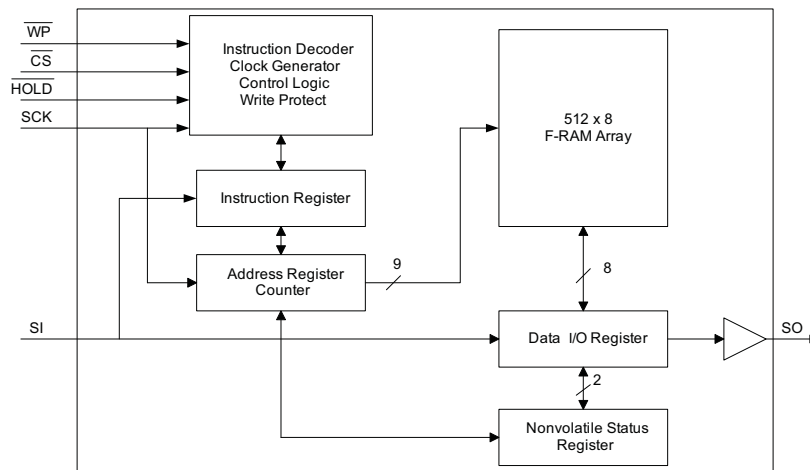 WP
CS
HOLD
SCK
Instruction Decoder
Clock Generator
Control Logic
Write Protect
512 x 8
F-RAM Array
Instruction Register
Address Register
Counter
9
8
SI
Data I/O Register
SO
2
Nonvolatile Status
Register